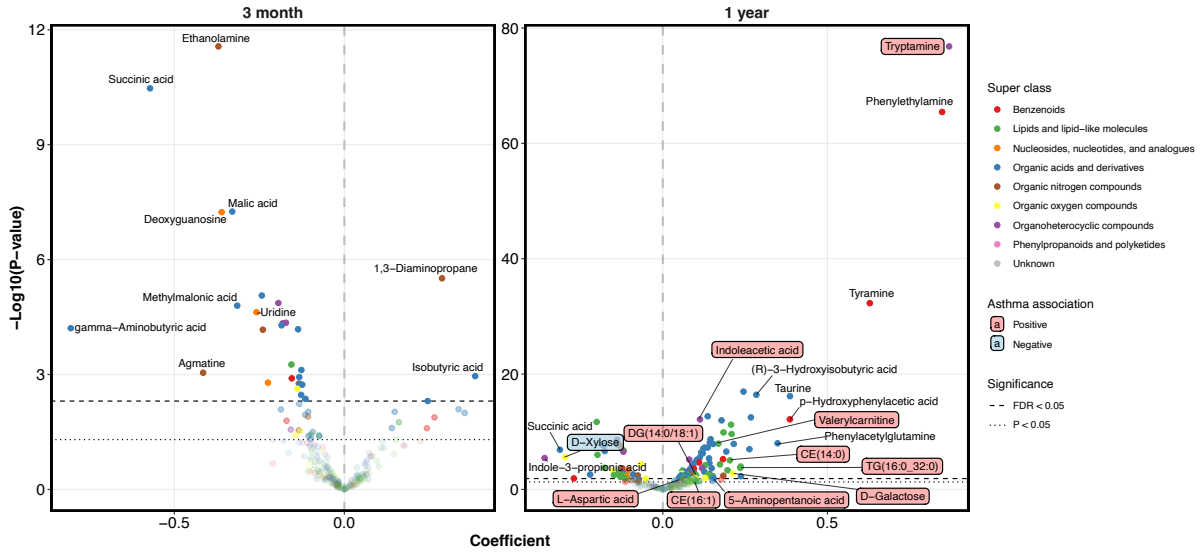 3 month
1 year
−Log10(P−value)
12
9
6
3
0
−0.5
0.0
Ethanolamine
Succinic acid
Malic acid
Deoxyguanosine
1,3−Diaminopropane
Methylmalonic acid
Uridine
gamma−Aminobutyric acid
Agmatine
Isobutyric acid
80
60
40
20
0
0.0
0.5
Tryptamine
Phenylethylamine
Tyramine
Indoleacetic acid
(R)−3−Hydroxyisobutyric acid
Taurine
p−Hydroxyphenylacetic acid
Valerylcarnitine
Succinic acid
DG(14:0/18:1)
D−Xylose
Phenylacetylglutamine
CE(14:0)
Indole−3−propionic acid
TG(16:0_32:0)
L−Aspartic acid
CE(16:1)
5−Aminopentanoic acid
D−Galactose
Coefficient
Super class
Benzenoids
Lipids and lipid−like molecules
Nucleosides, nucleotides, and analogues
Organic acids and derivatives
Organic nitrogen compounds
Organic oxygen compounds
Organoheterocyclic compounds
Phenylpropanoids and polyketides
Unknown
Asthma association
a Positive
a Negative
Significance
FDR < 0.05
P < 0.05